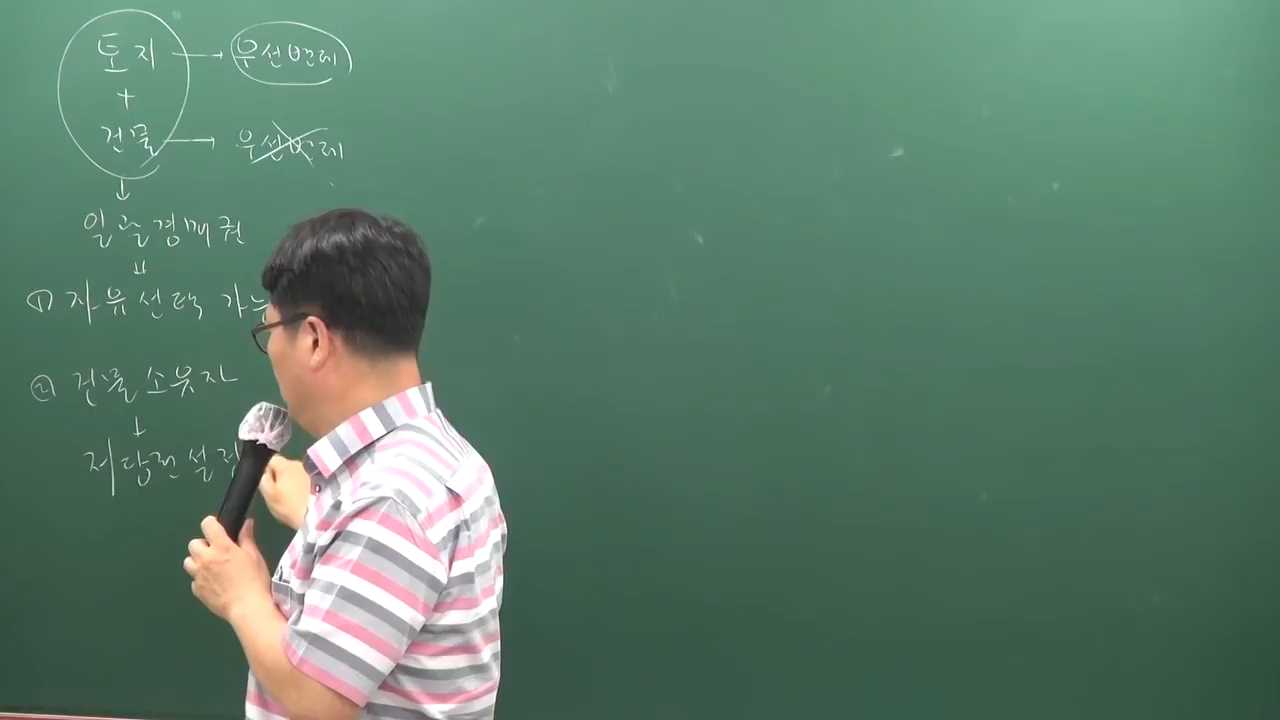 토지 → 우선변제
+
건물 → 우선변제
↓
일괄경매권
⇓
① 자유선택 가능
② 건물소유자
↓
저당권설정